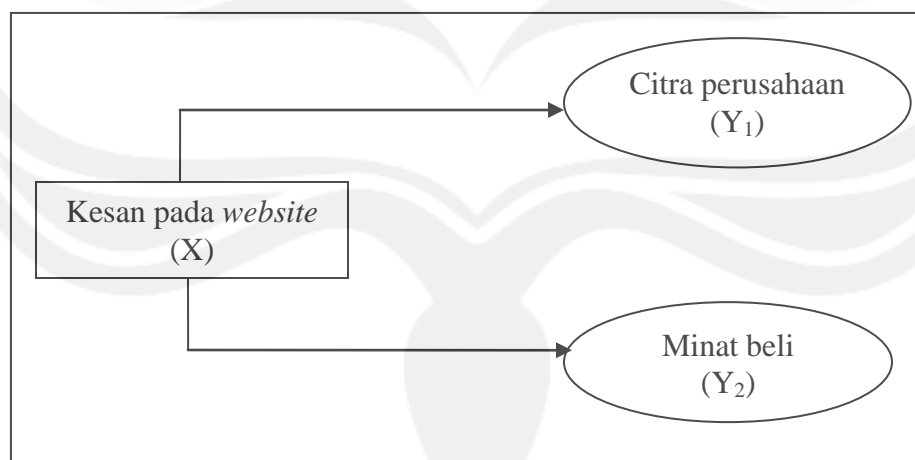 Citra perusahaan
(Y₁)
Kesan pada website
(X)
Minat beli
(Y₂)